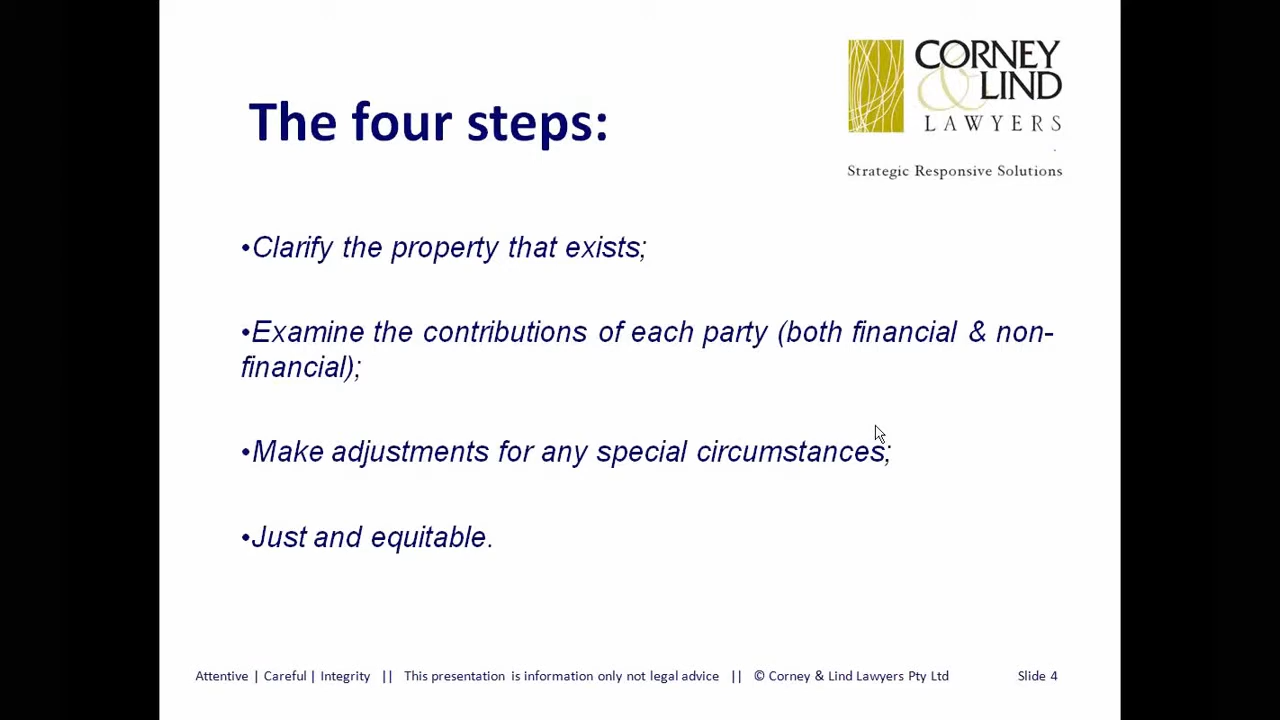 CORNEY
& LIND
LAWYERS
Strategic Responsive Solutions
The four steps:
•Clarify the property that exists;
•Examine the contributions of each party (both financial & non-
financial);
•Make adjustments for any special circumstances;
•Just and equitable.
Attentive | Careful | Integrity || This presentation is information only not legal advice || © Corney & Lind Lawyers Pty Ltd Slide 4